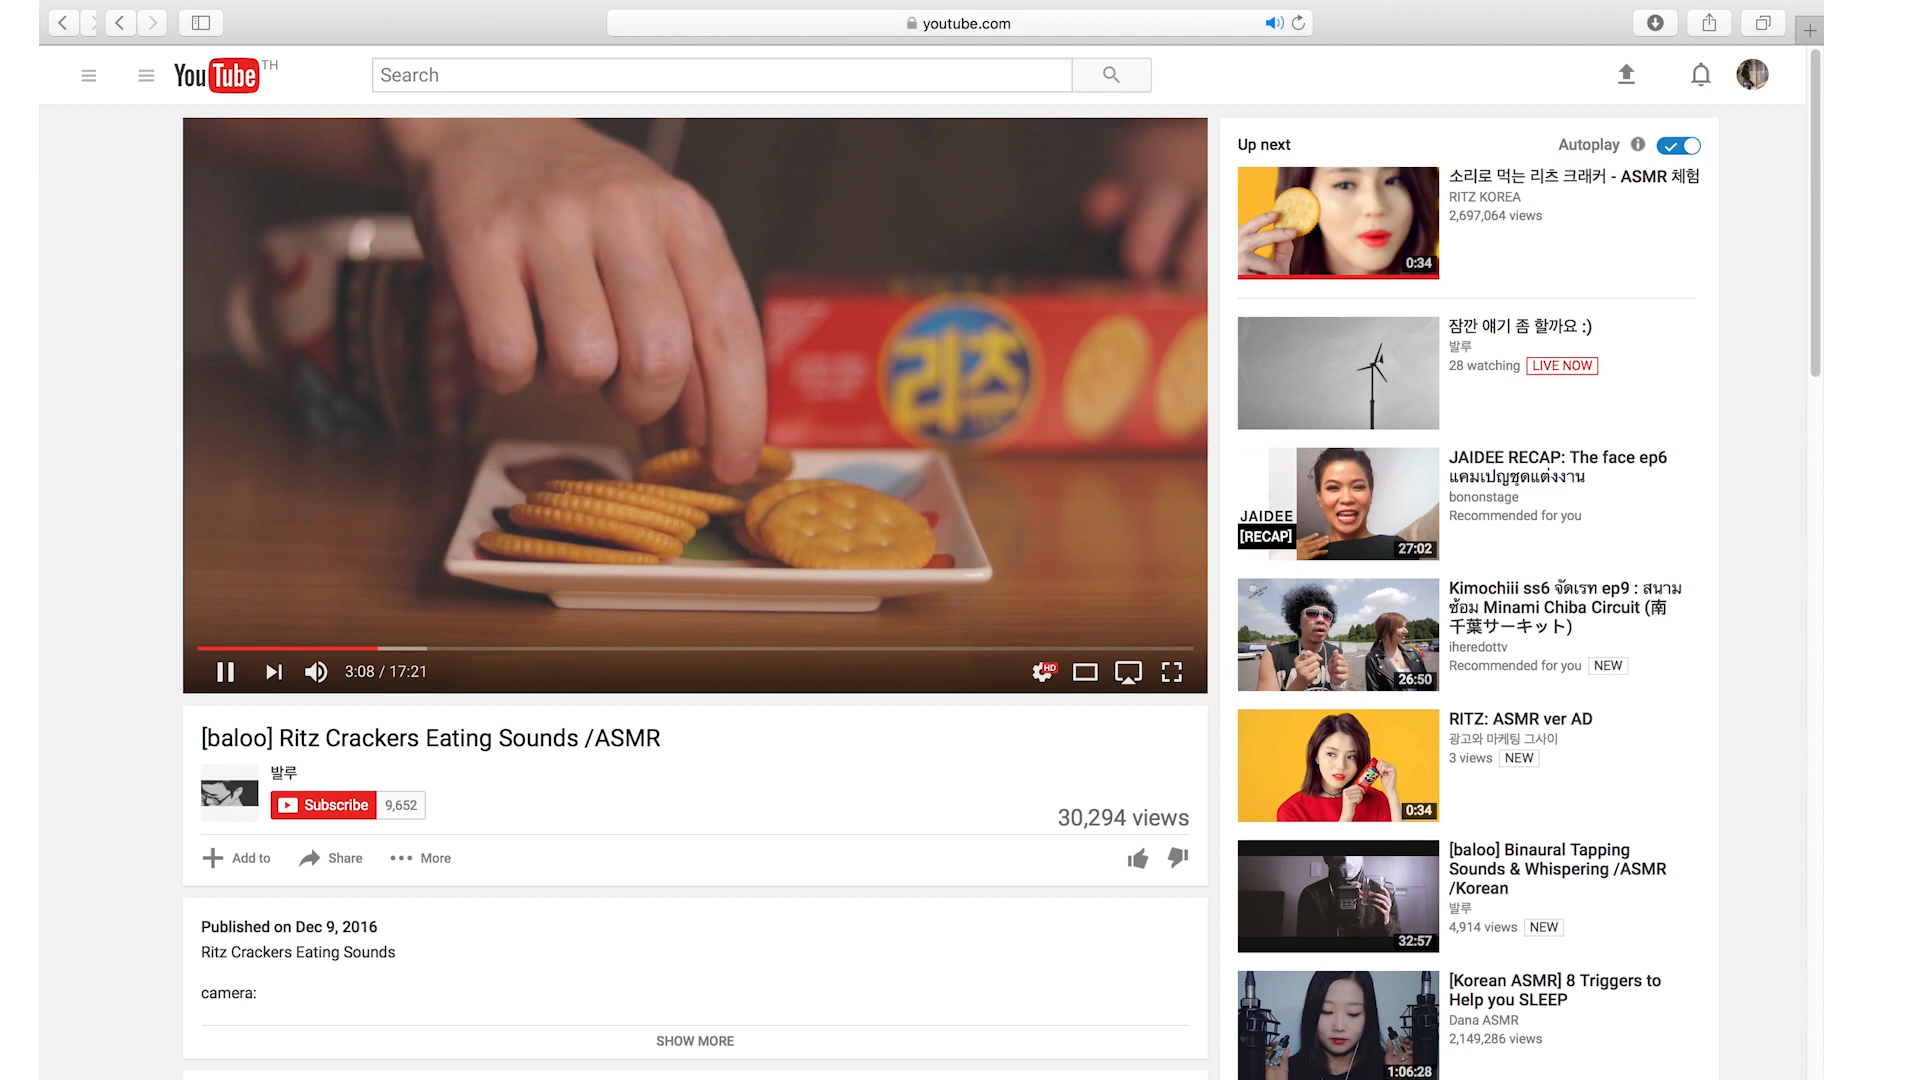 youtube.com
YouTube TH
Search
리츠
3:08 / 17:21
HD
[baloo] Ritz Crackers Eating Sounds /ASMR
발루
Subscribe 9,652
30,294 views
Add to Share More
Published on Dec 9, 2016
Ritz Crackers Eating Sounds
camera:
SHOW MORE
Up next
Autoplay
소리로 먹는 리츠 크래커 - ASMR 체험
RITZ KOREA
2,697,064 views
0:34
잠깐 얘기 좀 할까요 :)
발루
28 watching LIVE NOW
JAIDEE RECAP: The face ep6
แคมเปญชุดแต่งงาน
bononstage
Recommended for you
JAIDEE
[RECAP]
27:02
Kimochiii ss6 จัดเรท ep9 : สนาม
ซ้อม Minami Chiba Circuit (南
千葉サーキット)
iheredottv
Recommended for you NEW
26:50
RITZ: ASMR ver AD
광고와 마케팅 그사이
3 views NEW
0:34
[baloo] Binaural Tapping
Sounds & Whispering /ASMR
/Korean
발루
4,914 views NEW
32:57
[Korean ASMR] 8 Triggers to
Help you SLEEP
Dana ASMR
2,149,286 views
1:06:28